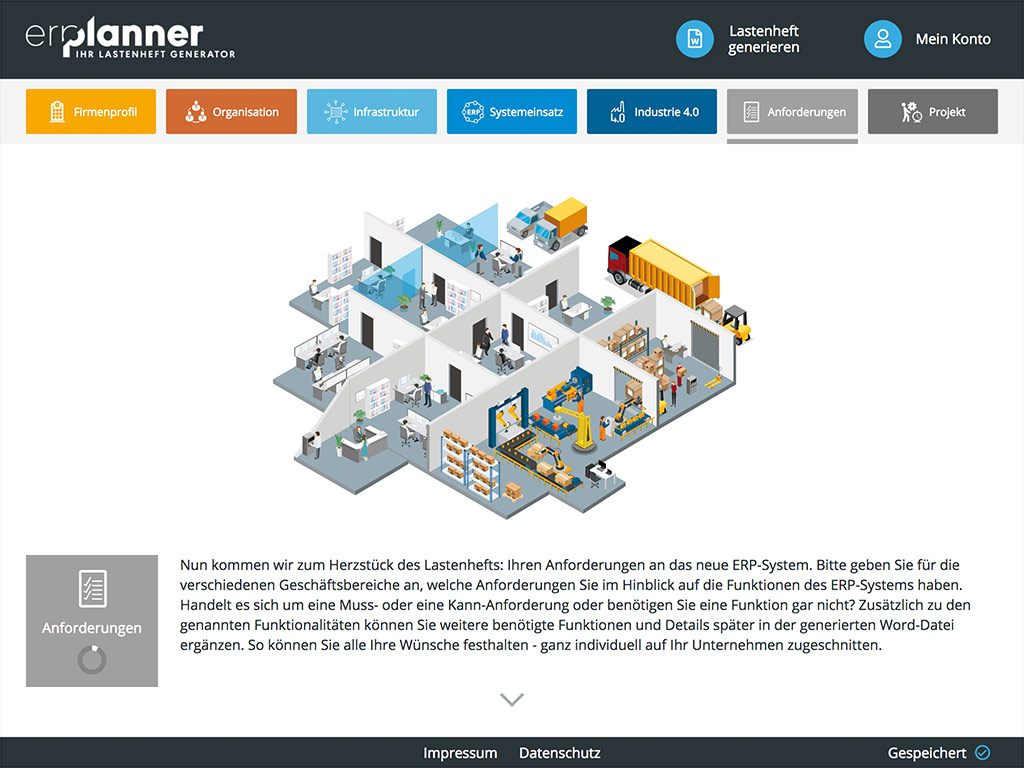 erplanner
IHR LASTENHEFT GENERATOR
W
Lastenheft
generieren
Mein Konto
Firmenprofil
Organisation
Infrastruktur
ERP
Systemeinsatz
4.0
Industrie 4.0
Anforderungen
Projekt
Anforderungen
Nun kommen wir zum Herzstück des Lastenhefts: Ihren Anforderungen an das neue ERP-System. Bitte geben Sie für die
verschiedenen Geschäftsbereiche an, welche Anforderungen Sie im Hinblick auf die Funktionen des ERP-Systems haben.
Handelt es sich um eine Muss- oder eine Kann-Anforderung oder benötigen Sie eine Funktion gar nicht? Zusätzlich zu den
genannten Funktionalitäten können Sie weitere benötigte Funktionen und Details später in der generierten Word-Datei
ergänzen. So können Sie alle Ihre Wünsche festhalten - ganz individuell auf Ihr Unternehmen zugeschnitten.
Impressum
Datenschutz
Gespeichert